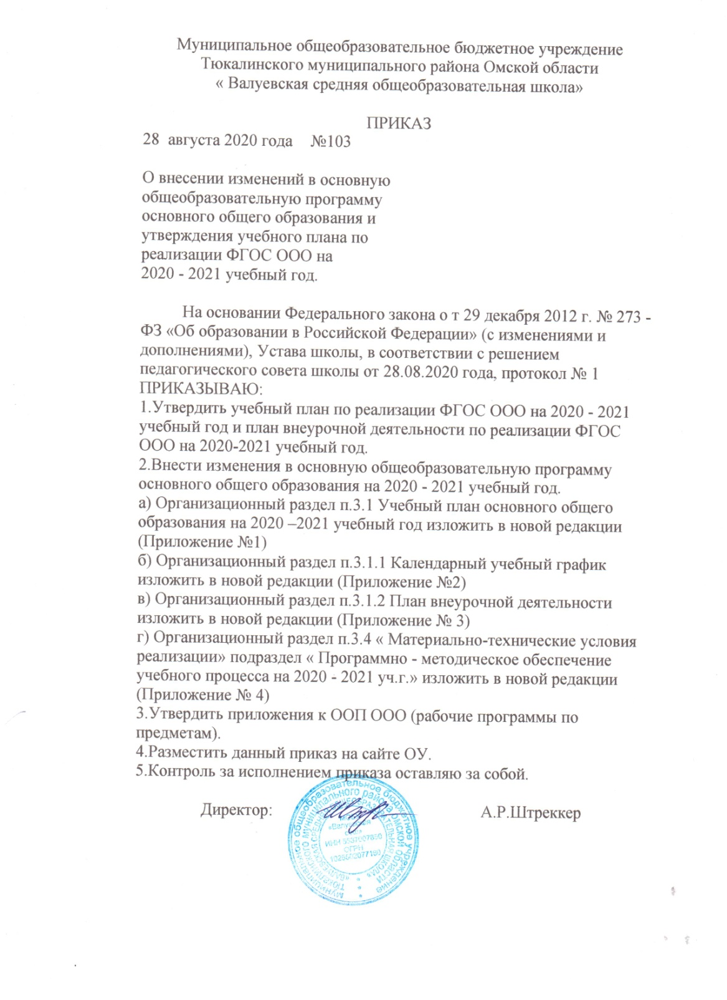 Муниципальное общеобразовательное бюджетное учреждение
Тюкалинского муниципального района Омской области
« Валуевская средняя общеобразовательная школа»
ПРИКАЗ
28 августа 2020 года №103
О внесении изменений в основную
общеобразовательную программу
основного общего образования и
утверждения учебного плана по
реализации ФГОС ООО на
2020 - 2021 учебный год.
На основании Федерального закона о т 29 декабря 2012 г. № 273 -
ФЗ «Об образовании в Российской Федерации» (с изменениями и
дополнениями), Устава школы, в соответствии с решением
педагогического совета школы от 28.08.2020 года, протокол № 1
ПРИКАЗЫВАЮ:
1.Утвердить учебный план по реализации ФГОС ООО на 2020 - 2021
учебный год и план внеурочной деятельности по реализации ФГОС
ООО на 2020-2021 учебный год.
2.Внести изменения в основную общеобразовательную программу
основного общего образования на 2020 - 2021 учебный год.
а) Организационный раздел п.3.1 Учебный план основного общего
образования на 2020 –2021 учебный год изложить в новой редакции
(Приложение №1)
б) Организационный раздел п.3.1.1 Календарный учебный график
изложить в новой редакции (Приложение №2)
в) Организационный раздел п.3.1.2 План внеурочной деятельности
изложить в новой редакции (Приложение № 3)
г) Организационный раздел п.3.4 « Материально-технические условия
реализации» подраздел « Программно - методическое обеспечение
учебного процесса на 2020 - 2021 уч.г.» изложить в новой редакции
(Приложение № 4)
3.Утвердить приложения к ООП ООО (рабочие программы по
предметам).
4.Разместить данный приказ на сайте ОУ.
5.Контроль за исполнением приказа оставляю за собой.
Директор: А.Р.Штреккер
Муниципальное общеобразовательное бюджетное учреждение
Тюкалинского муниципального района Омской области
«Валуевская
ИНН
ОГРН